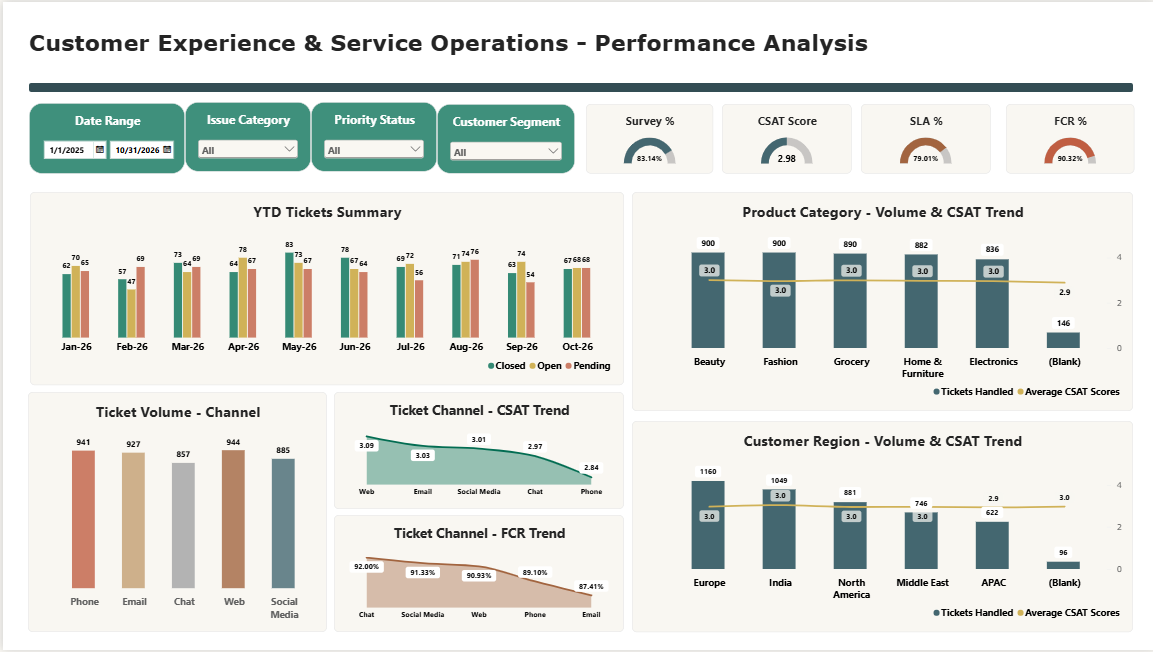 Customer Experience & Service Operations - Performance Analysis
Date Range
1/1/2025 10/31/2026
Issue Category
All
Priority Status
All
Customer Segment
All
Survey %
83.14%
CSAT Score
2.98
SLA %
79.01%
FCR %
90.32%
YTD Tickets Summary
62 70 65 57 47 69 73 64 69 64 78 67 83 73 67 78 67 64 69 72 56 71 74 76 63 74 54 67 68 68
Jan-26 Feb-26 Mar-26 Apr-26 May-26 Jun-26 Jul-26 Aug-26 Sep-26 Oct-26
Closed Open Pending
Product Category - Volume & CSAT Trend
900 900 890 882 836 146
3.0 3.0 3.0 3.0 3.0 2.9
4
2
0
Beauty Fashion Grocery Home & Furniture Electronics (Blank)
Tickets Handled Average CSAT Scores
Ticket Volume - Channel
941 927 857 944 885
Phone Email Chat Web Social Media
Ticket Channel - CSAT Trend
3.09 3.03 3.01 2.97 2.84
Web Email Social Media Chat Phone
Ticket Channel - FCR Trend
92.00% 91.33% 90.93% 89.10% 87.41%
Chat Social Media Web Phone Email
Customer Region - Volume & CSAT Trend
1160 1049 881 746 622 96
3.0 3.0 3.0 3.0 2.9 3.0
4
2
0
Europe India North America Middle East APAC (Blank)
Tickets Handled Average CSAT Scores